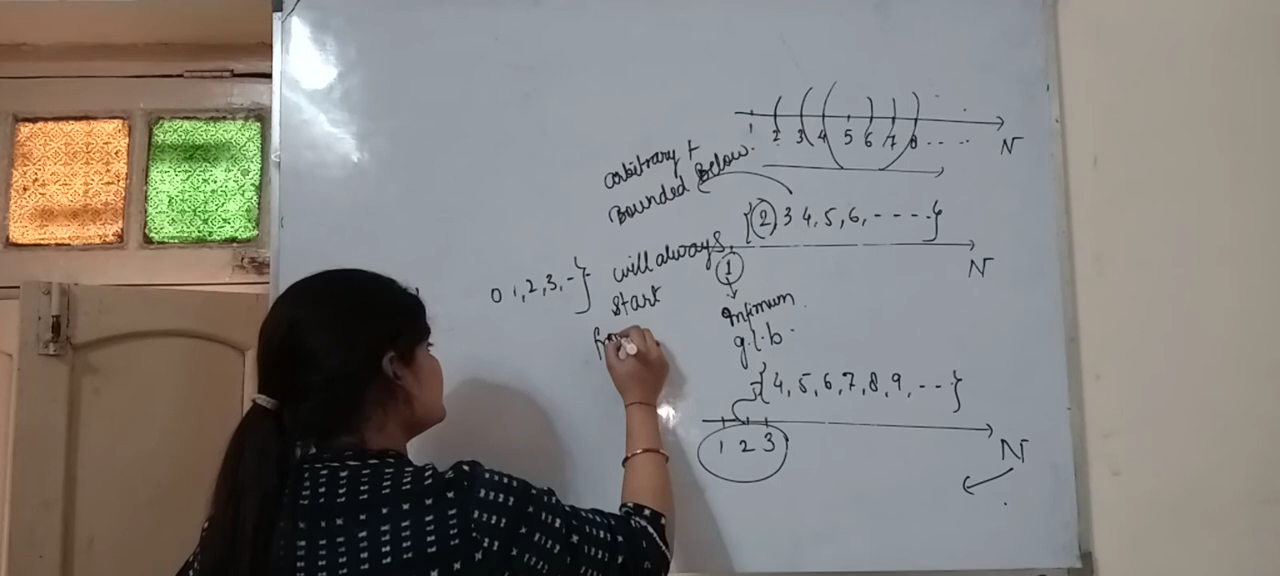 1 2 3 4 5 6 7 8 . . . .
N
arbitrary +
Bounded Below.
{2, 3 4, 5, 6, - - - - }
N
0 1, 2, 3, - }
will always
start
from
1
Infimum
g.l.b.
{4, 5, 6, 7, 8, 9, - - }
1 2 3
N